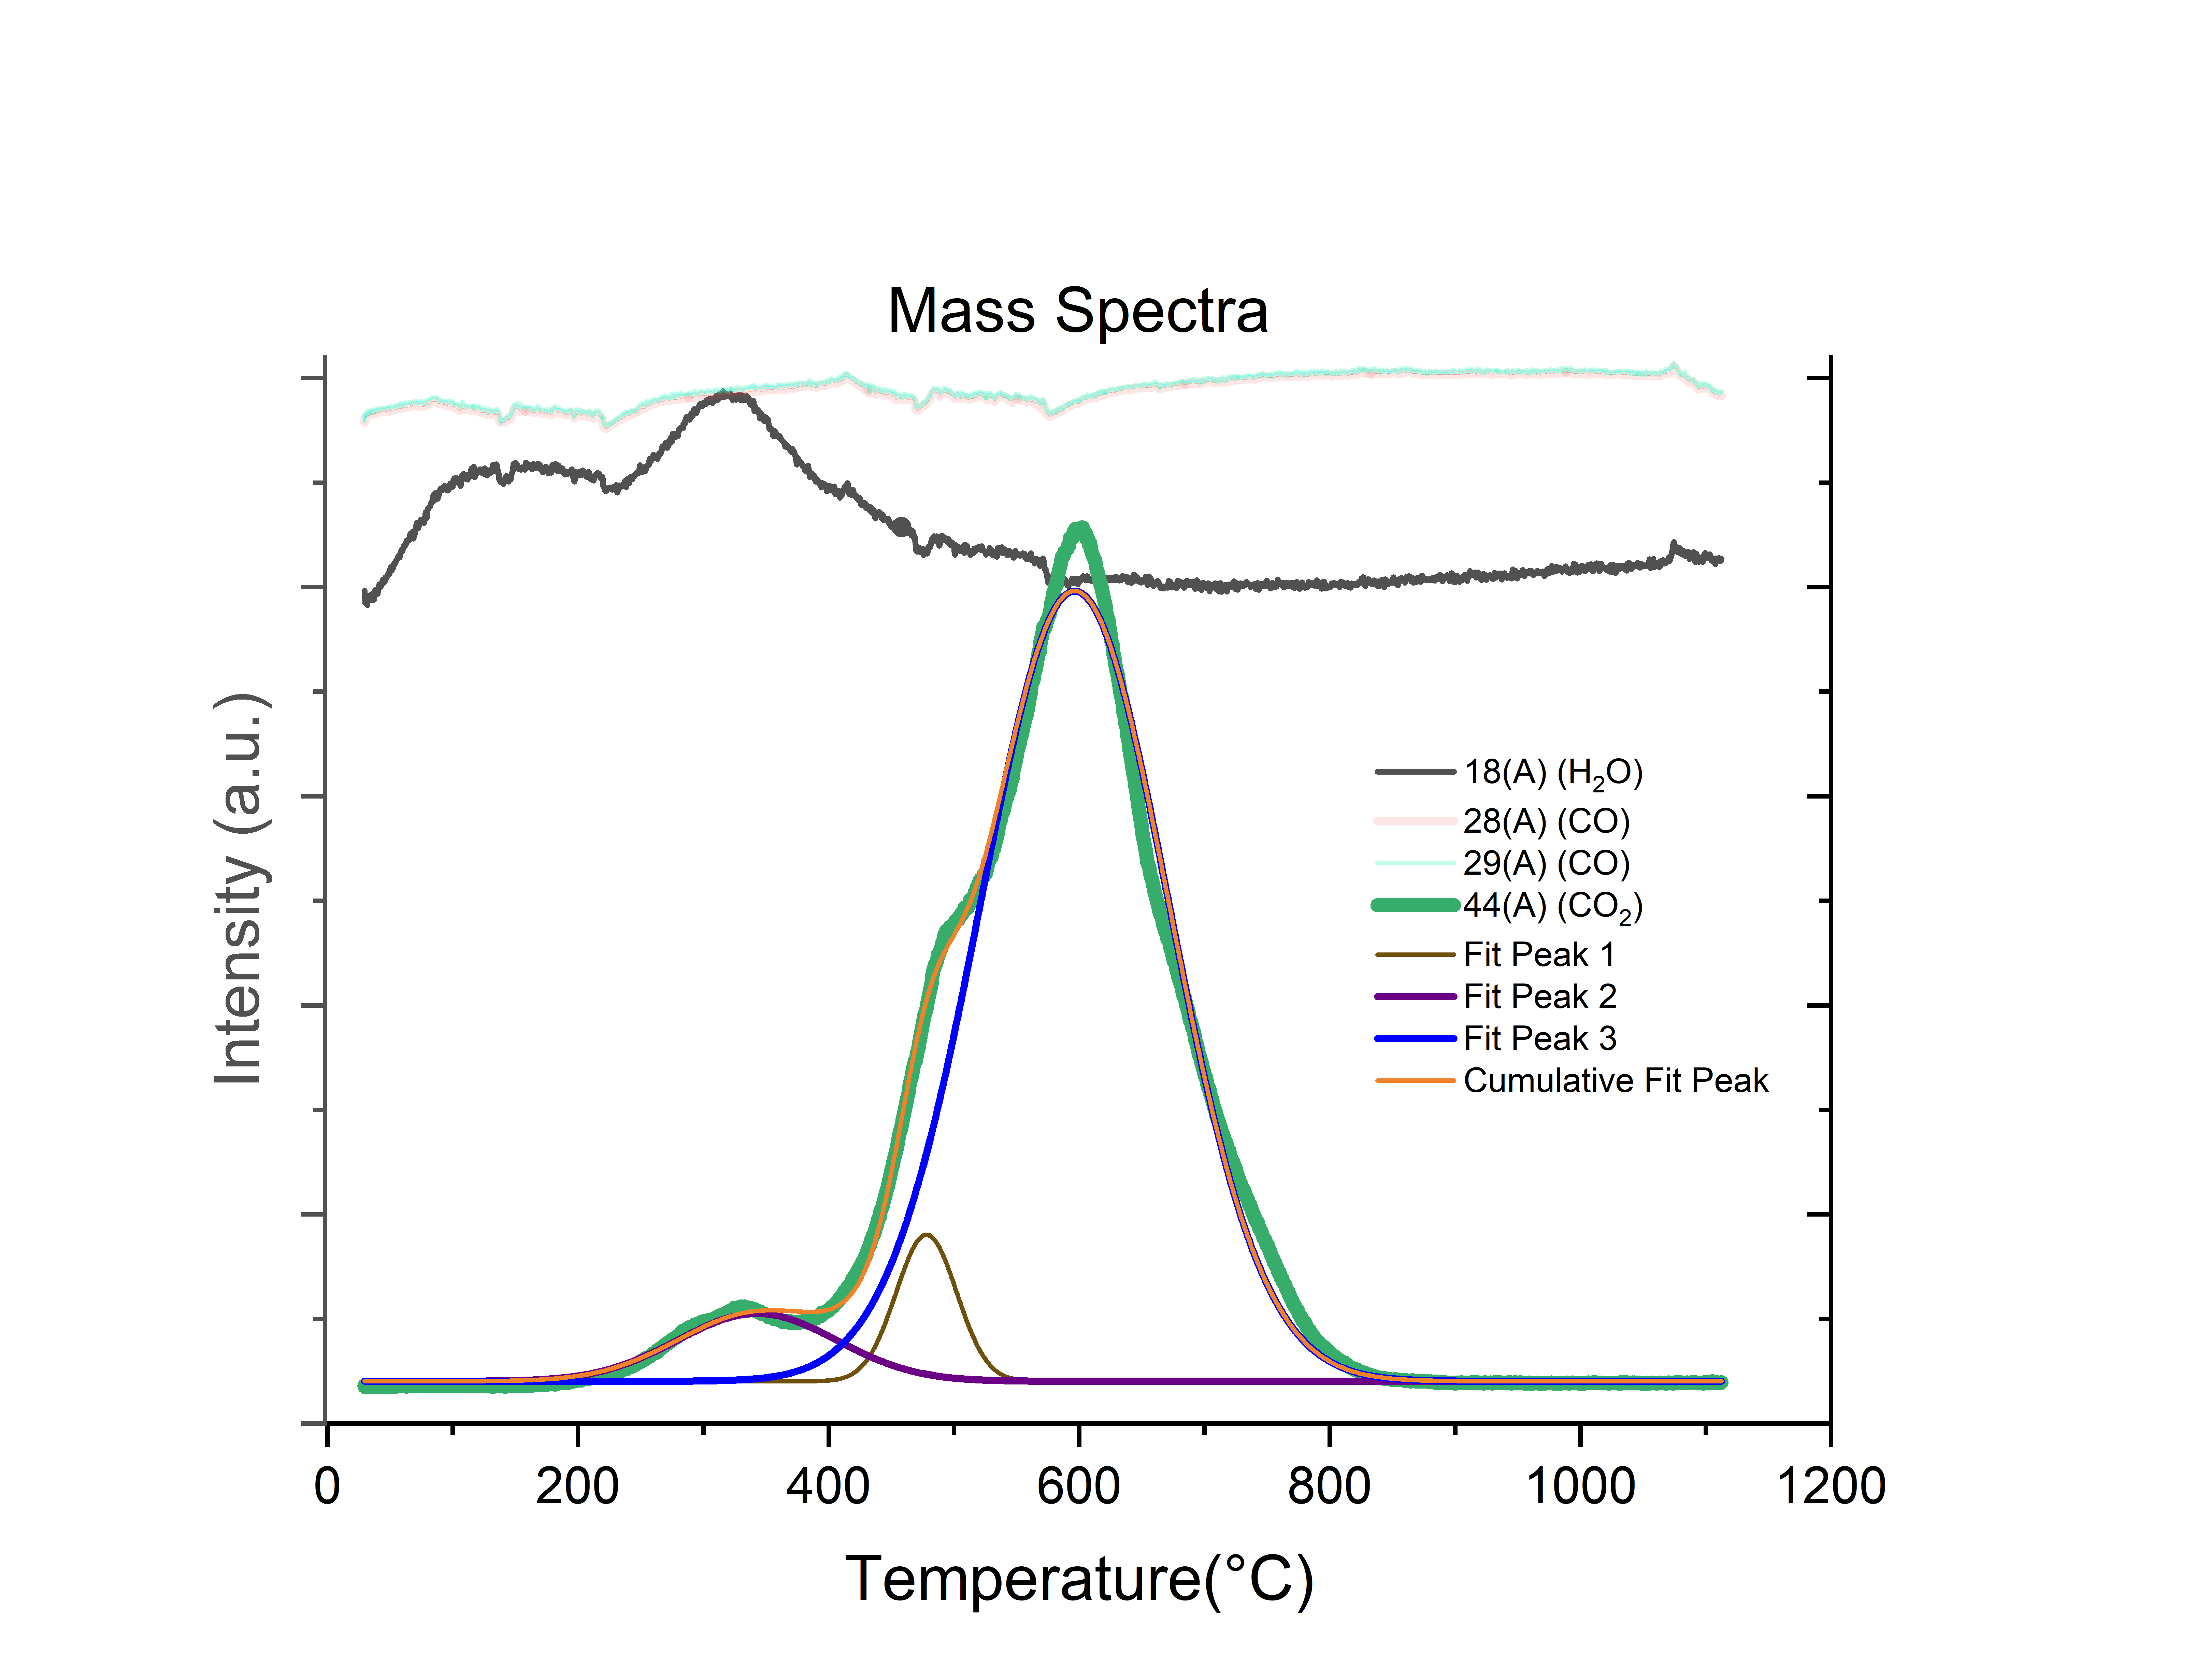 Mass Spectra
Intensity (a.u.)
18(A) (H₂O)
28(A) (CO)
29(A) (CO)
44(A) (CO₂)
Fit Peak 1
Fit Peak 2
Fit Peak 3
Cumulative Fit Peak
0 200 400 600 800 1000 1200
Temperature(°C)